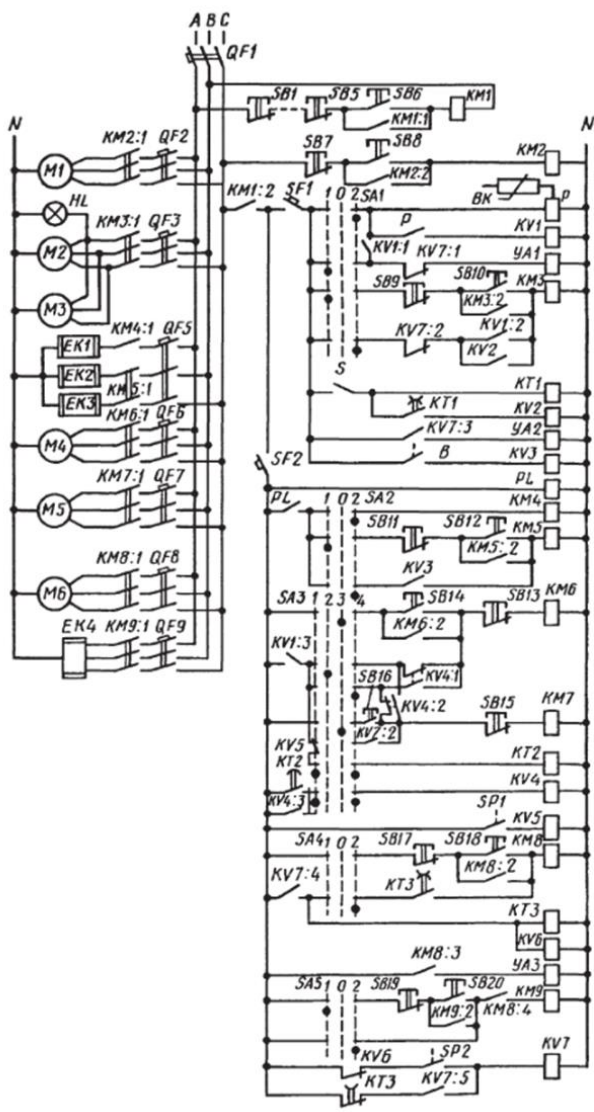 A B C
QF1
N
SB1 SB5 SB6 KM1
KM1:1
N
KM2:1 QF2
SB7 SB8 KM2
M1
KM2:2
HL
KM1:2 SF1 1 0 2 SA1
BK P
KM3:1 QF3
P KV1
M2
KV1:1 KV7:1 УА1
SB9 SB10 KM3
M3
KM3:2
KM4:1 QF5
KV7:2 KV1:2
EK1
KV2
EK2
S
EK3 KM5:1
KT1 KT1
KM6:1 QF6
KV2
M4
KV7:3 УА2
SF2 B KV3
KM7:1 QF7
PL
PL 1 0 2 SA2 KM4
M5
SB11 SB12 KM5
KM5:2
KM8:1 QF8
KV3
M6
SA3 1 2 3 4 SB14 SB13 KM6
EK4 KM9:1 QF9
KM6:2
KV1:3
KV4:1
SB16 KV4:2
SB15 KM7
KV7:2
KV5
KT2 KT2
KV4:3 KV4
SP1 KV5
SA4 1 0 2 SB17 SB18 KM8
KM8:2
KV7:4 KT3
KT3
KV6
KM8:3 УА3
SA5 1 0 2 SB19 SB20 KM9
KM9:2 KM8:4
KV6 SP2 KV7
KT3 KV7:5